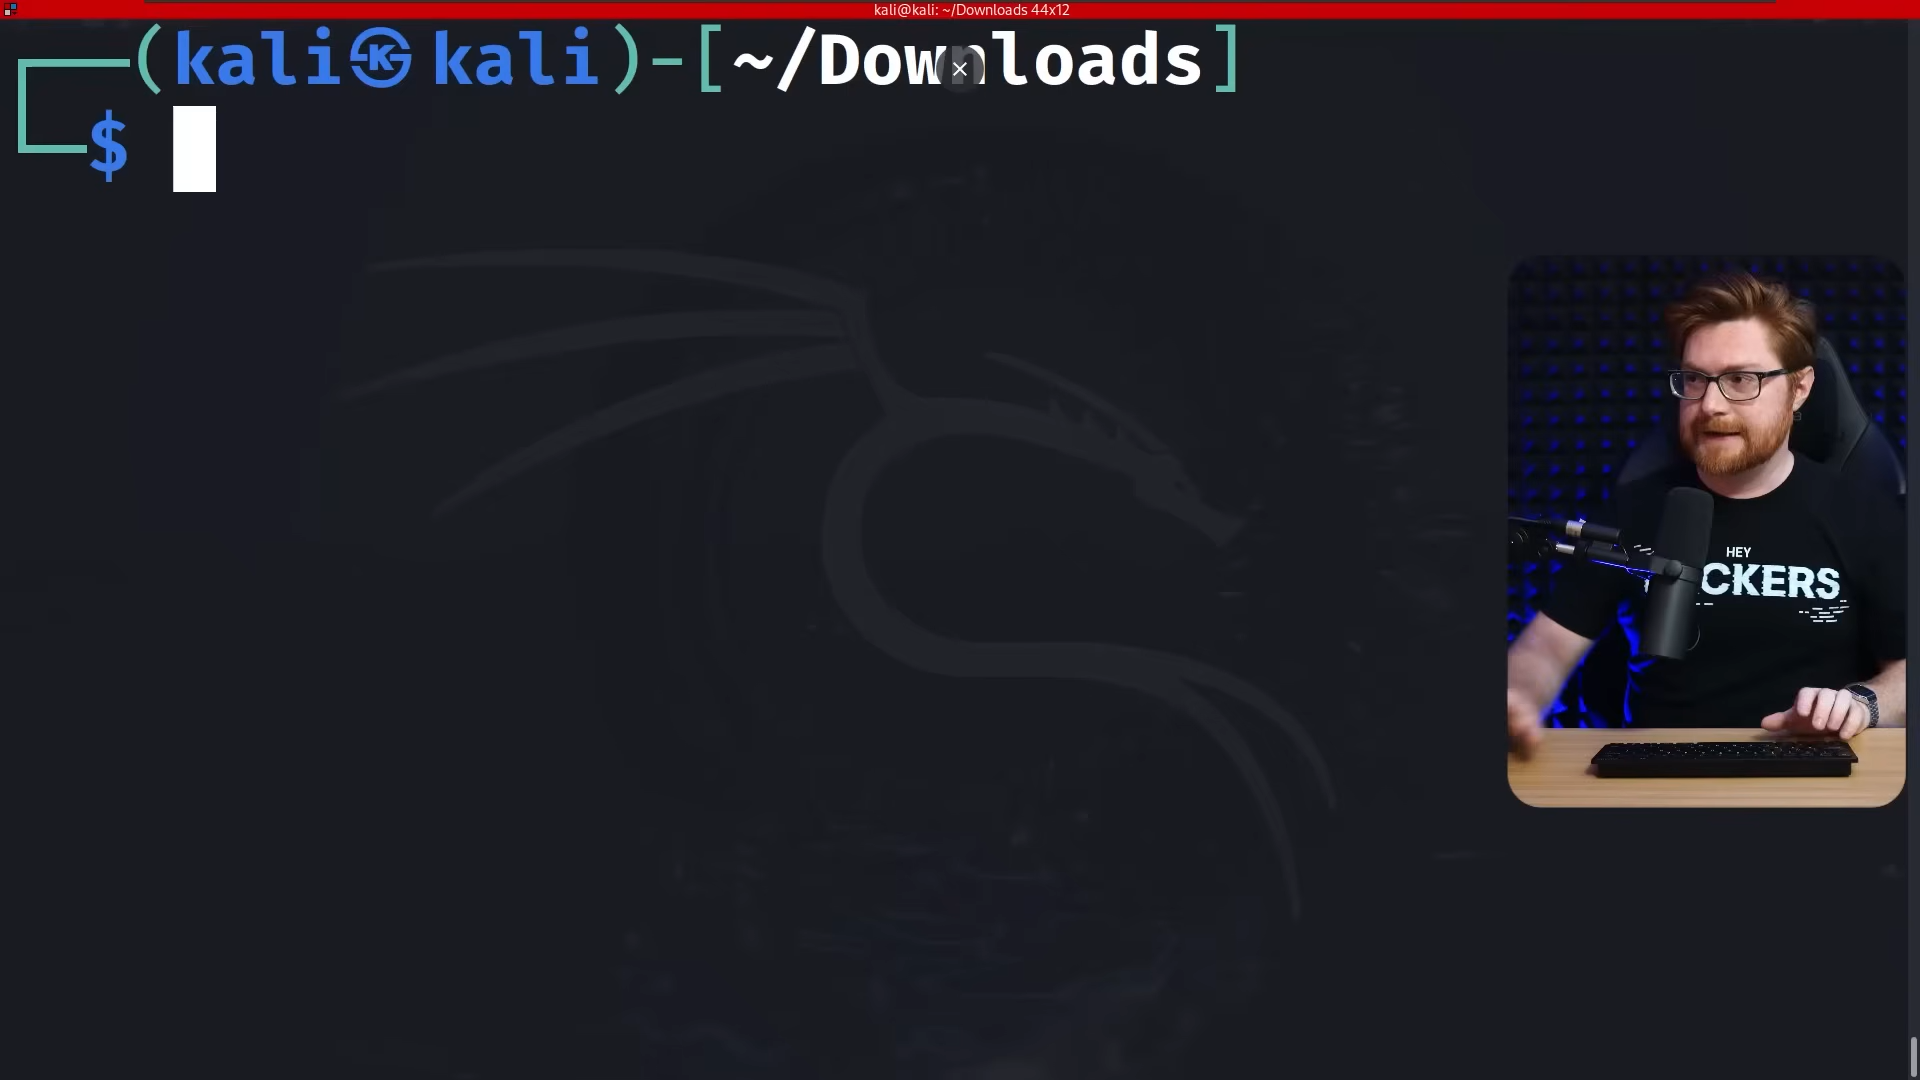 kali@kali: ~/Downloads 44x12
(kali㉿kali)-[~/Downloads]
$
HEY
CKERS